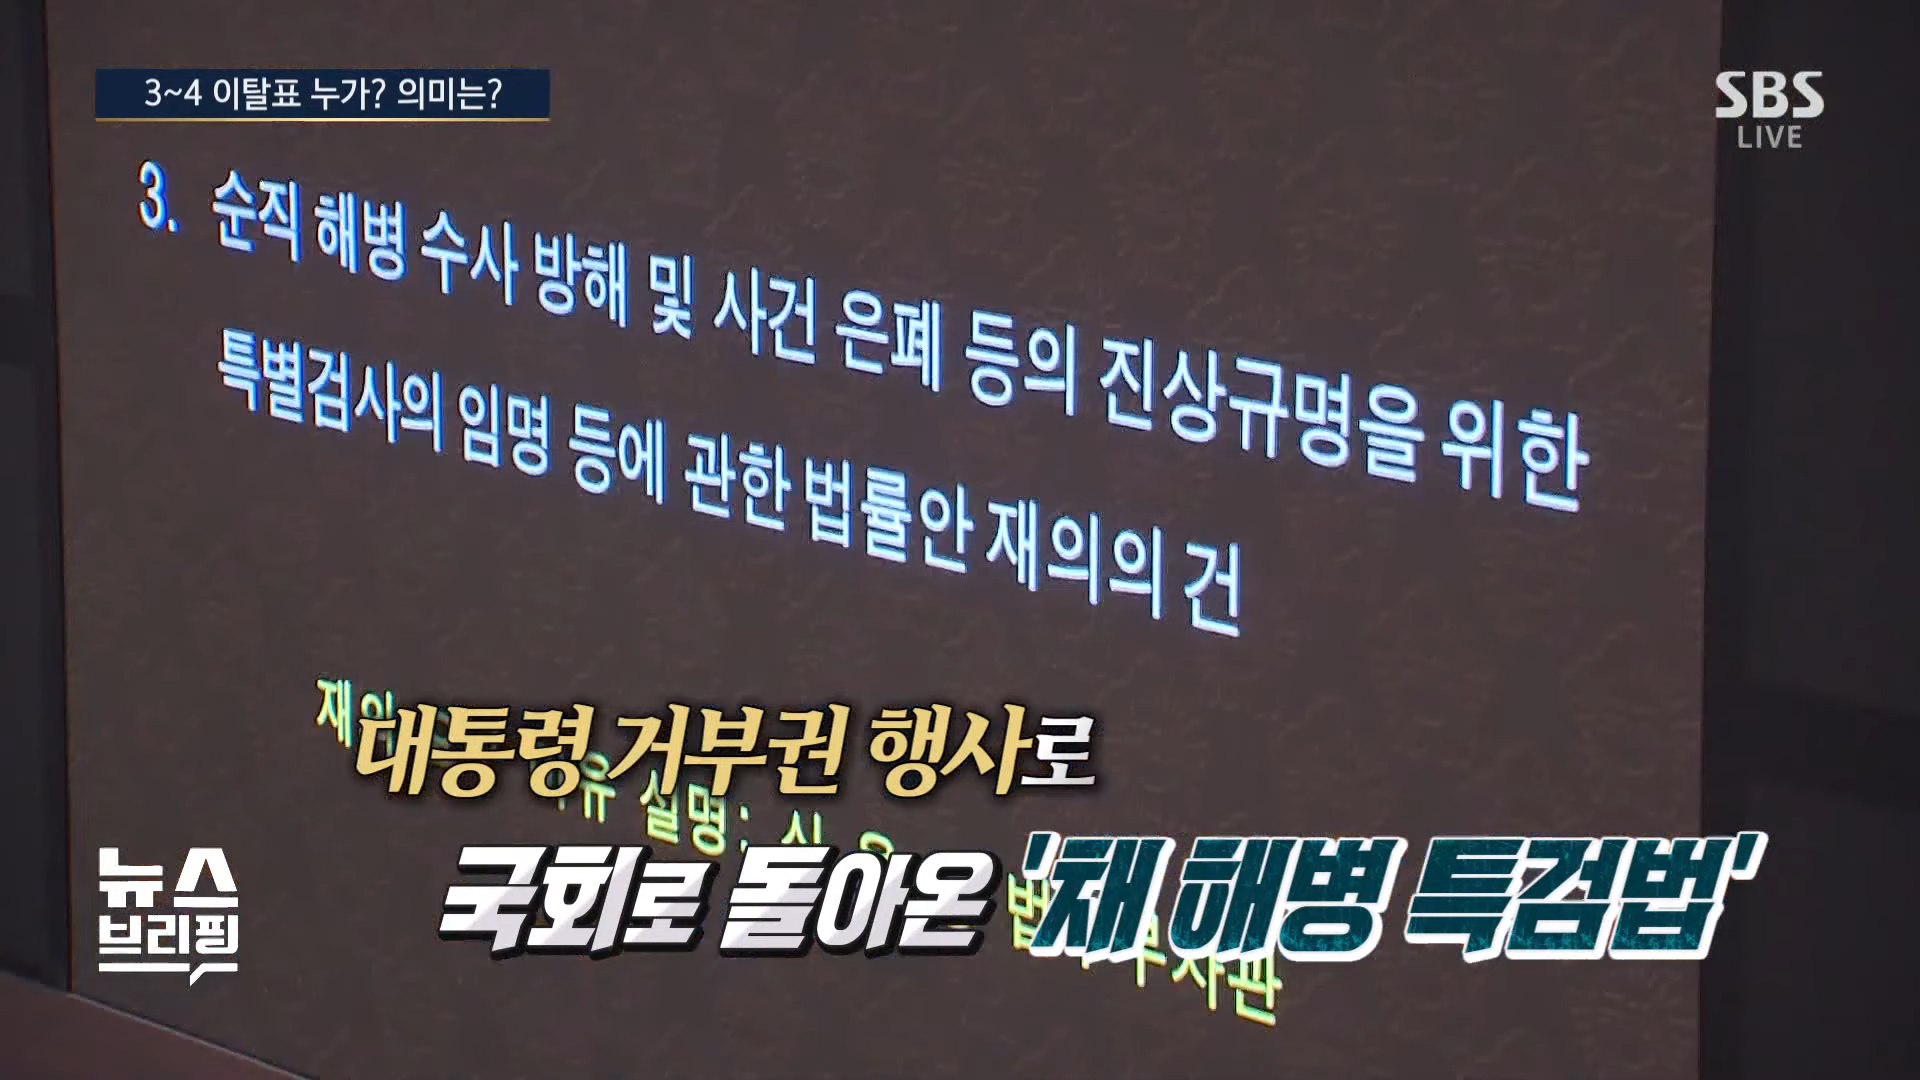 3~4 이탈표 누가? 의미는?
SBS
LIVE
3. 순직 해병 수사 방해 및 사건 은폐 등의 진상규명을 위한
특별검사의 임명 등에 관한 법률안 재의의 건
설명:
대통령 거부권 행사로
국회로 돌아온 '채 해병 특검법'
뉴스
브리핑